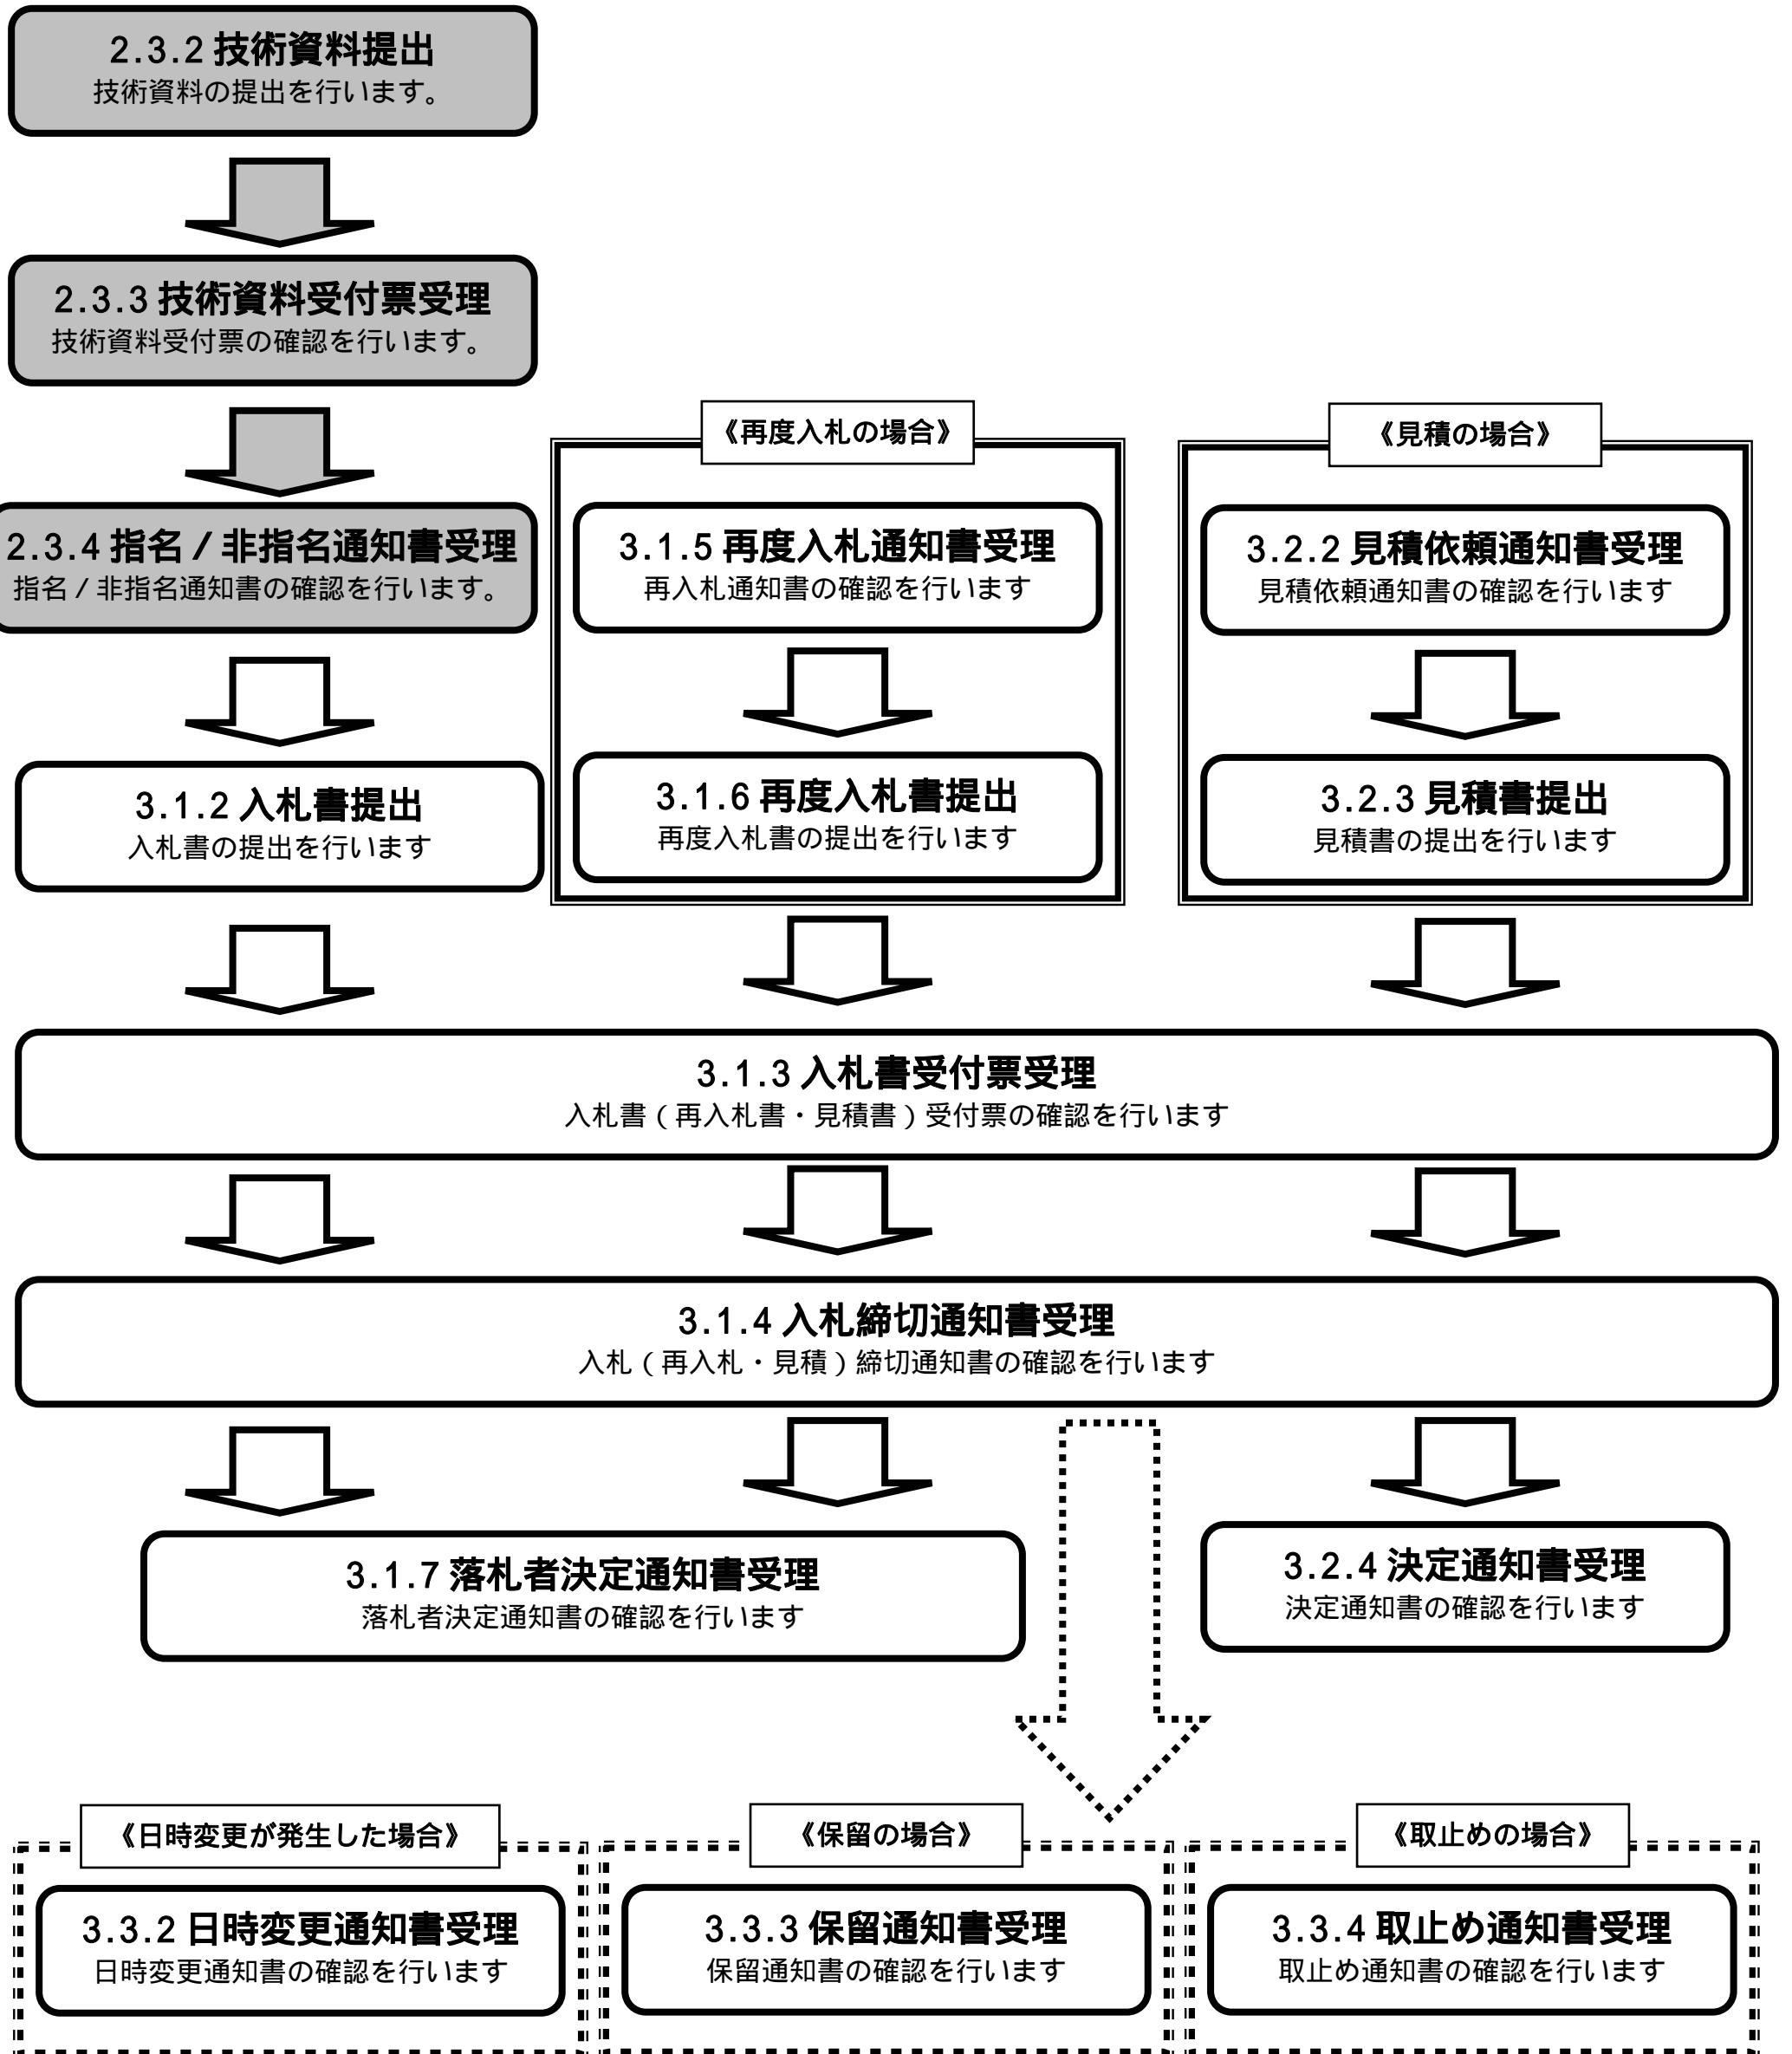 2.3.2 技術資料提出
技術資料の提出を行います。
2.3.3 技術資料受付票受理
技術資料受付票の確認を行います。
2.3.4 指名／非指名通知書受理
指名／非指名通知書の確認を行います。
3.1.2 入札書提出
入札書の提出を行います
《再度入札の場合》
3.1.5 再度入札通知書受理
再入札通知書の確認を行います
3.1.6 再度入札書提出
再度入札書の提出を行います
《見積の場合》
3.2.2 見積依頼通知書受理
見積依頼通知書の確認を行います
3.2.3 見積書提出
見積書の提出を行います
3.1.3 入札書受付票受理
入札書（再入札書・見積書）受付票の確認を行います
3.1.4 入札締切通知書受理
入札（再入札・見積）締切通知書の確認を行います
3.1.7 落札者決定通知書受理
落札者決定通知書の確認を行います
3.2.4 決定通知書受理
決定通知書の確認を行います
《日時変更が発生した場合》
3.3.2 日時変更通知書受理
日時変更通知書の確認を行います
《保留の場合》
3.3.3 保留通知書受理
保留通知書の確認を行います
《取止めの場合》
3.3.4 取止め通知書受理
取止め通知書の確認を行います